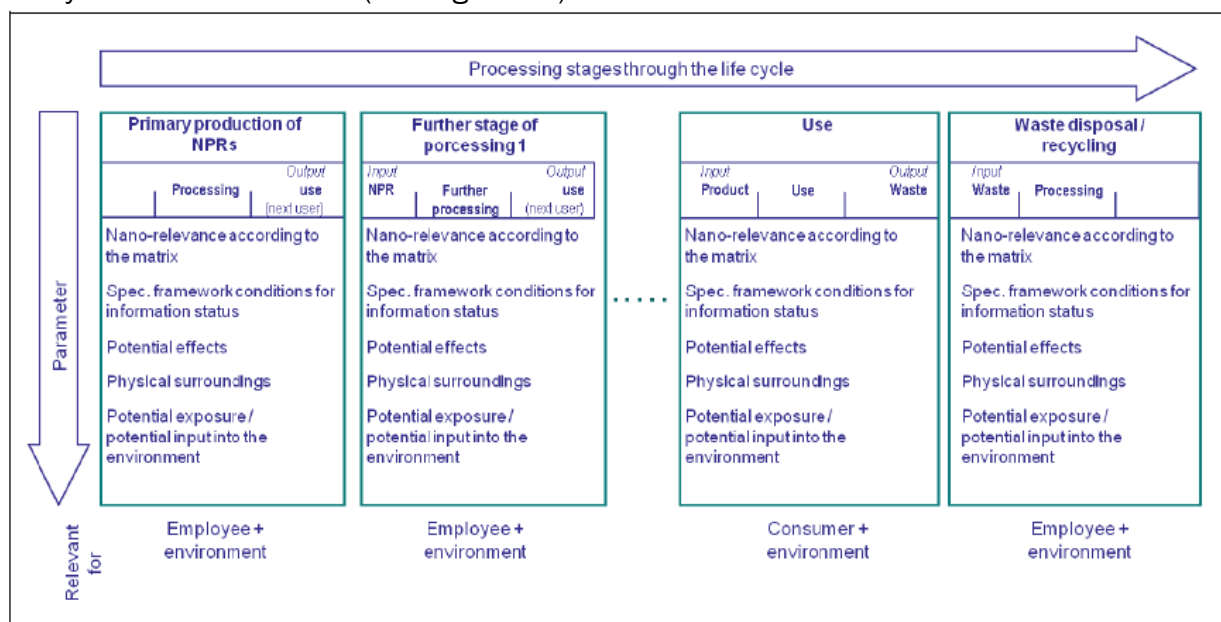 Processing stages through the life cycle
Parameter
Relevant
for
Primary production of
NPRs
Output
Processing
use
(next user)
Nano-relevance according to
the matrix
Spec. framework conditions for
information status
Potential effects
Physical surroundings
Potential exposure /
potential input into the
environment
Employee +
environment
Further stage of
porcessing 1
Input
Output
NPR
Further
processing
use
(next user)
Nano-relevance according to
the matrix
Spec. framework conditions for
information status
Potential effects
Physical surroundings
Potential exposure /
potential input into the
environment
Employee +
environment
.....
Use
Input
Output
Product
Use
Waste
Nano-relevance according to
the matrix
Spec. framework conditions for
information status
Potential effects
Physical surroundings
Potential exposure /
potential input into the
environment
Consumer +
environment
Waste disposal /
recycling
Input
Waste
Processing
Nano-relevance according to
the matrix
Spec. framework conditions for
information status
Potential effects
Physical surroundings
Potential exposure /
potential input into the
environment
Employee +
environment